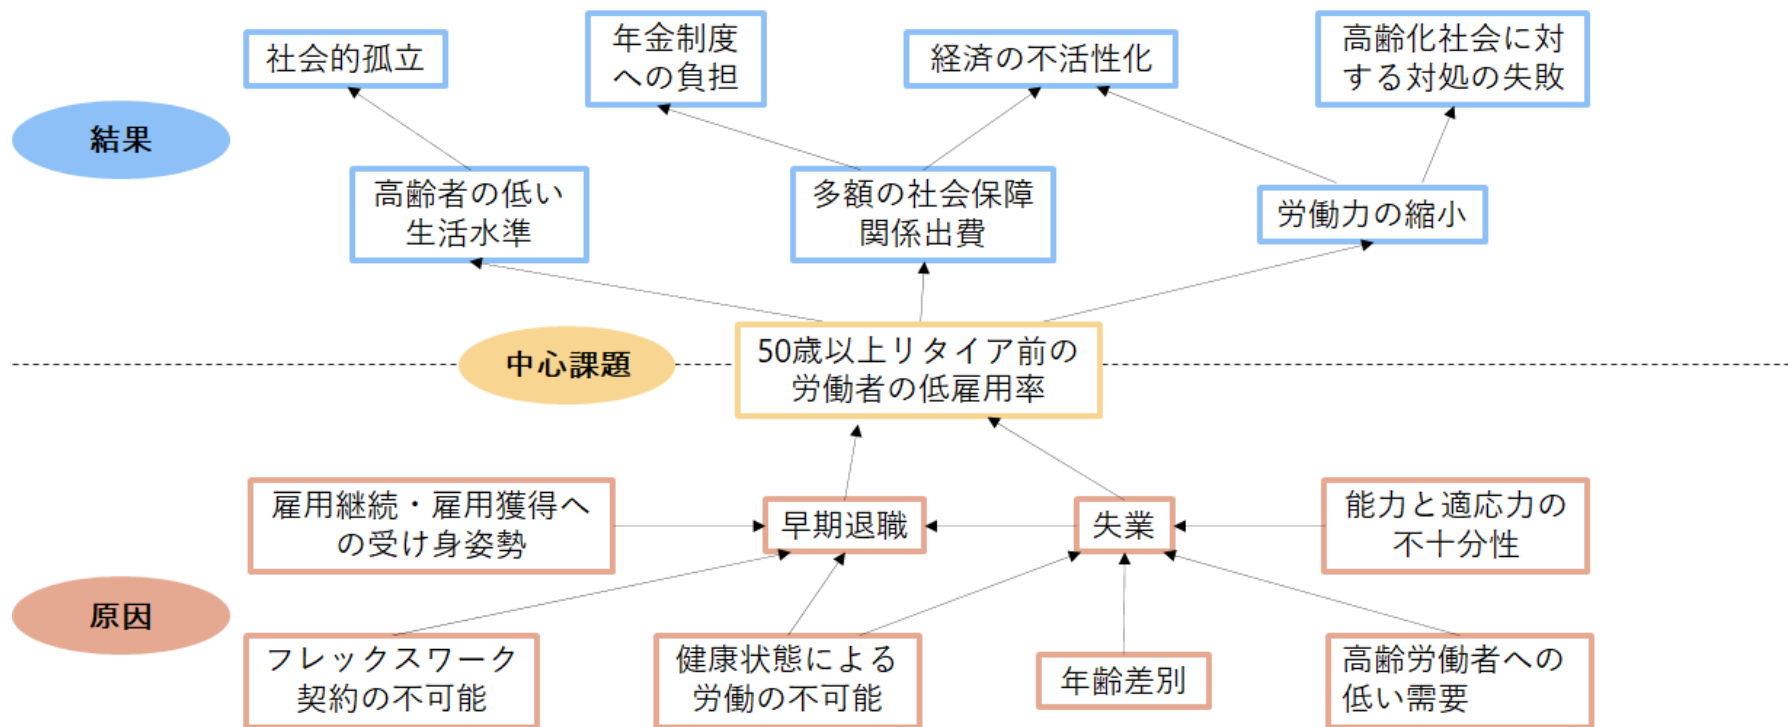 社会的孤立
年金制度
への負担
経済の不活性化
高齢化社会に対
する対処の失敗
結果
高齢者の低い
生活水準
多額の社会保障
関係出費
労働力の縮小
中心課題
50歳以上リタイア前の
労働者の低雇用率
雇用継続・雇用獲得へ
の受け身姿勢
早期退職
失業
能力と適応力の
不十分性
原因
フレックスワーク
契約の不可能
健康状態による
労働の不可能
年齢差別
高齢労働者への
低い需要